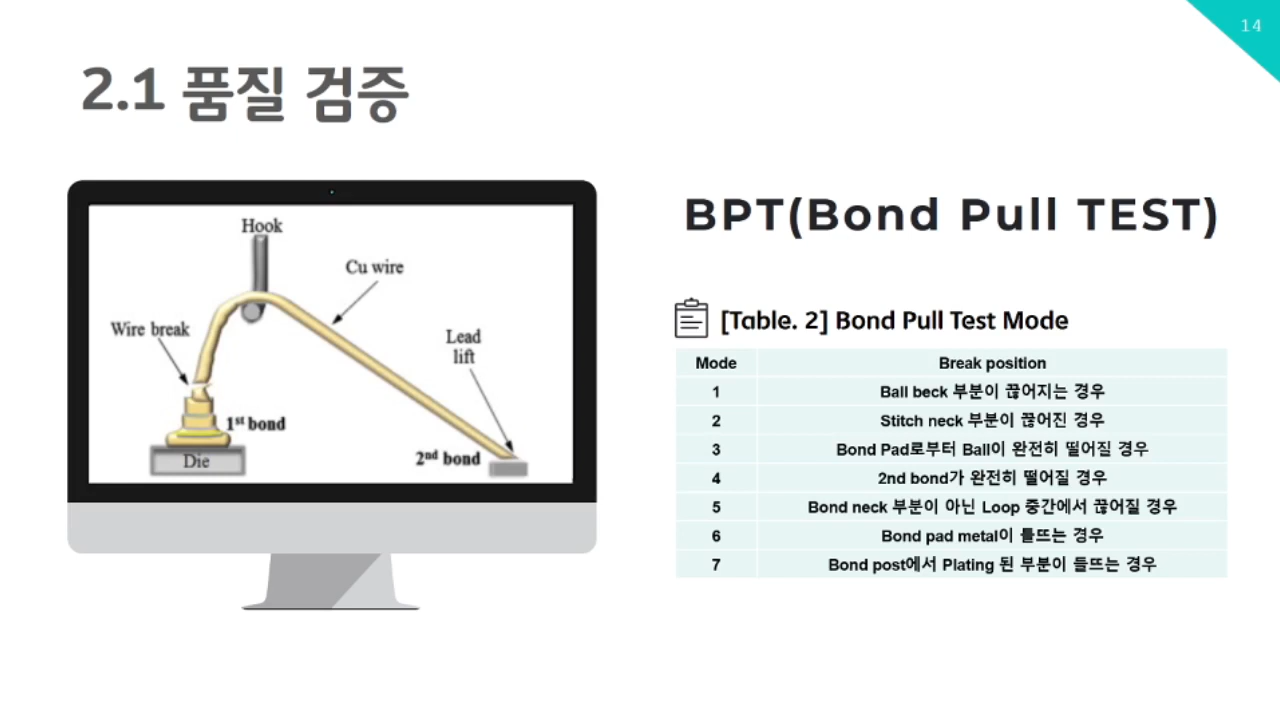 14
2.1 품질 검증
Hook
Cu wire
Wire break
Lead
lift
1st bond
2nd bond
Die
BPT(Bond Pull TEST)
[Table. 2] Bond Pull Test Mode
Mode Break position
1 Ball beck 부분이 끊어지는 경우
2 Stitch neck 부분이 끊어진 경우
3 Bond Pad로부터 Ball이 완전히 떨어질 경우
4 2nd bond가 완전히 떨어질 경우
5 Bond neck 부분이 아닌 Loop 중간에서 끊어질 경우
6 Bond pad metal이 틀뜨는 경우
7 Bond post에서 Plating 된 부분이 들뜨는 경우